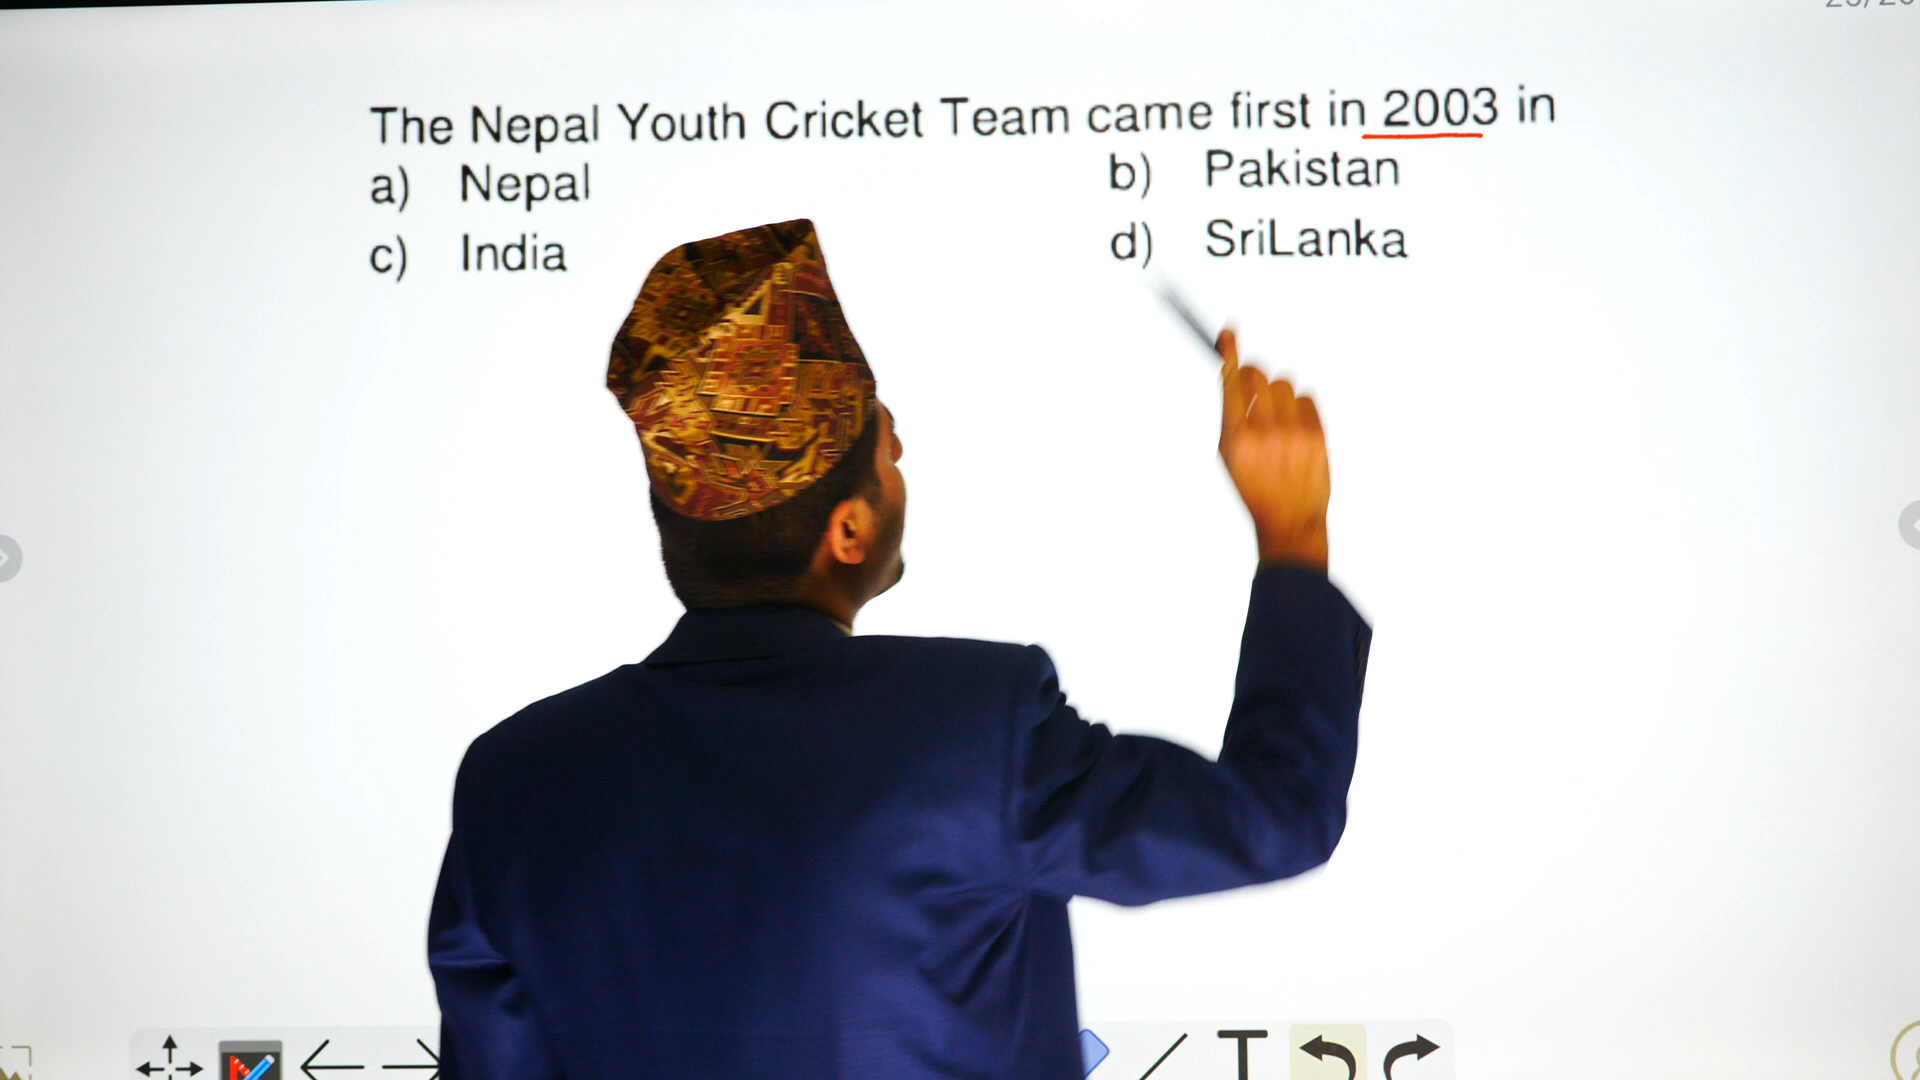 The Nepal Youth Cricket Team came first in 2003 in
a) Nepal b) Pakistan
c) India d) SriLanka
T